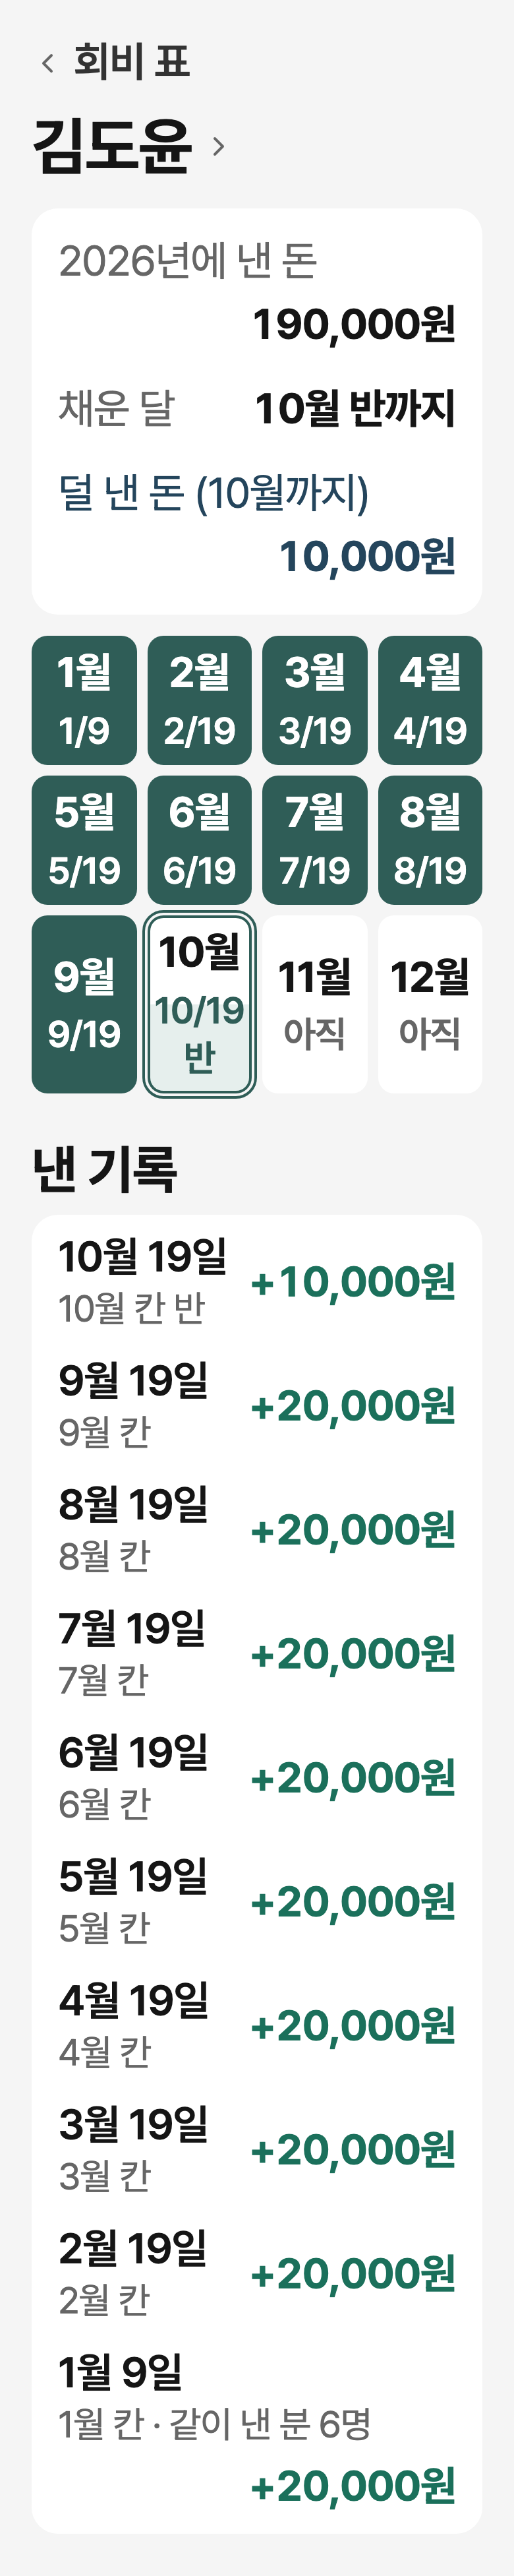 회비 표
김도윤
2026년에 낸 돈
190,000원
채운 달 10월 반까지
덜 낸 돈 (10월까지)
10,000원
1월 2월 3월 4월
1/9 2/19 3/19 4/19
5월 6월 7월 8월
5/19 6/19 7/19 8/19
9월 10월 11월 12월
9/19 10/19 아직 아직
반
낸 기록
10월 19일
10월 칸 반
+10,000원
9월 19일
9월 칸
+20,000원
8월 19일
8월 칸
+20,000원
7월 19일
7월 칸
+20,000원
6월 19일
6월 칸
+20,000원
5월 19일
5월 칸
+20,000원
4월 19일
4월 칸
+20,000원
3월 19일
3월 칸
+20,000원
2월 19일
2월 칸
+20,000원
1월 9일
1월 칸 · 같이 낸 분 6명
+20,000원